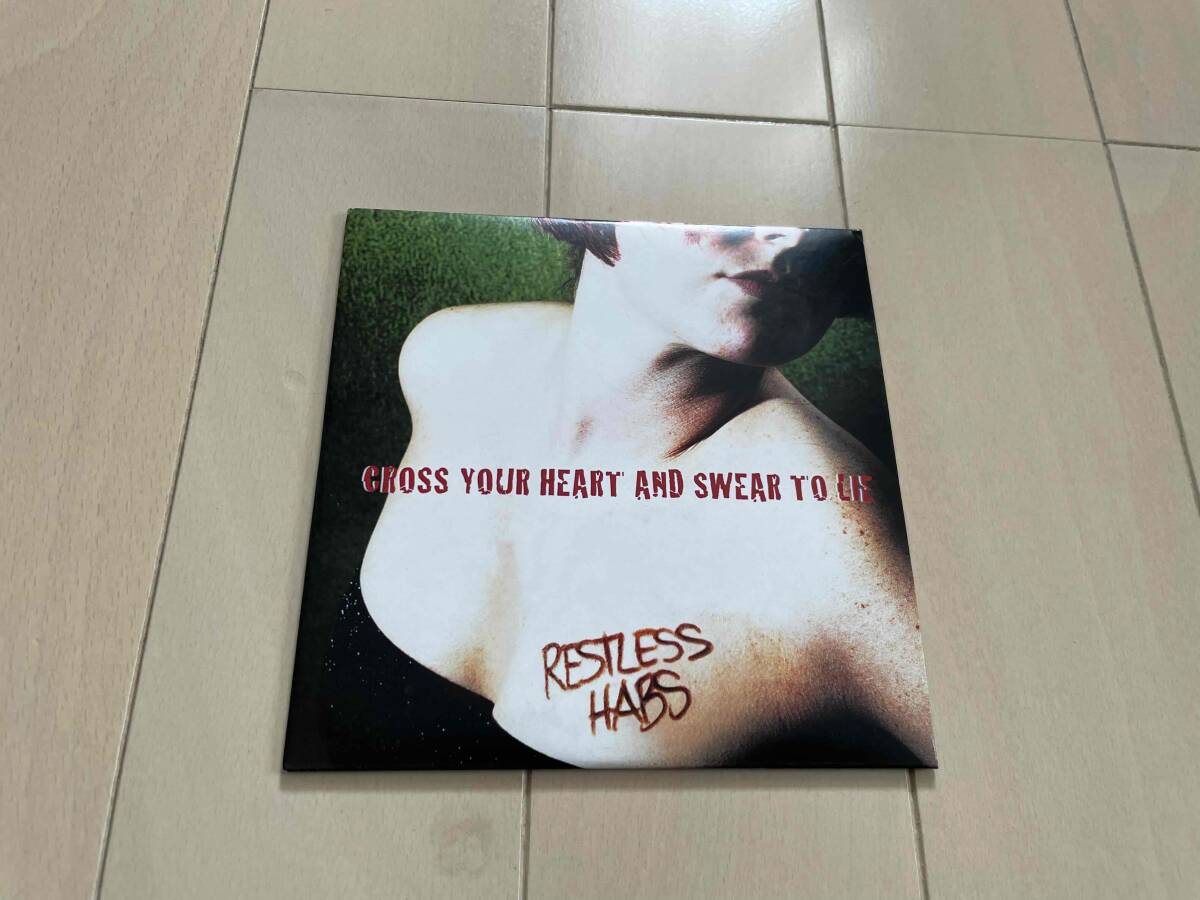 CROSS YOUR HEART AND SWEAR TO LIE
RESTLESS
HABS